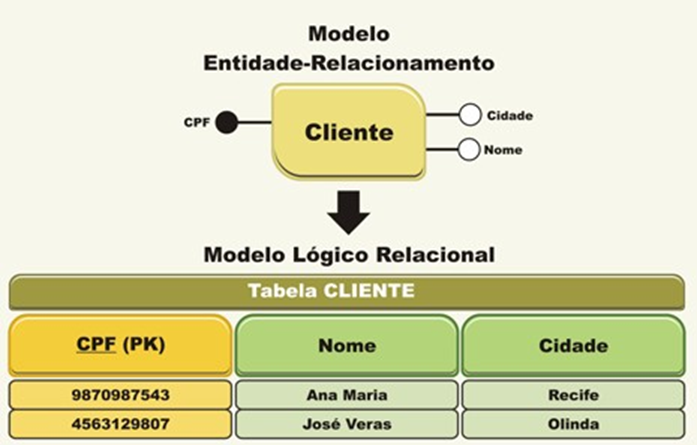 Modelo
Entidade-Relacionamento
CPF
Cliente
Cidade
Nome
Modelo Lógico Relacional
Tabela CLIENTE
CPF (PK) Nome Cidade
9870987543 Ana Maria Recife
4563129807 José Veras Olinda